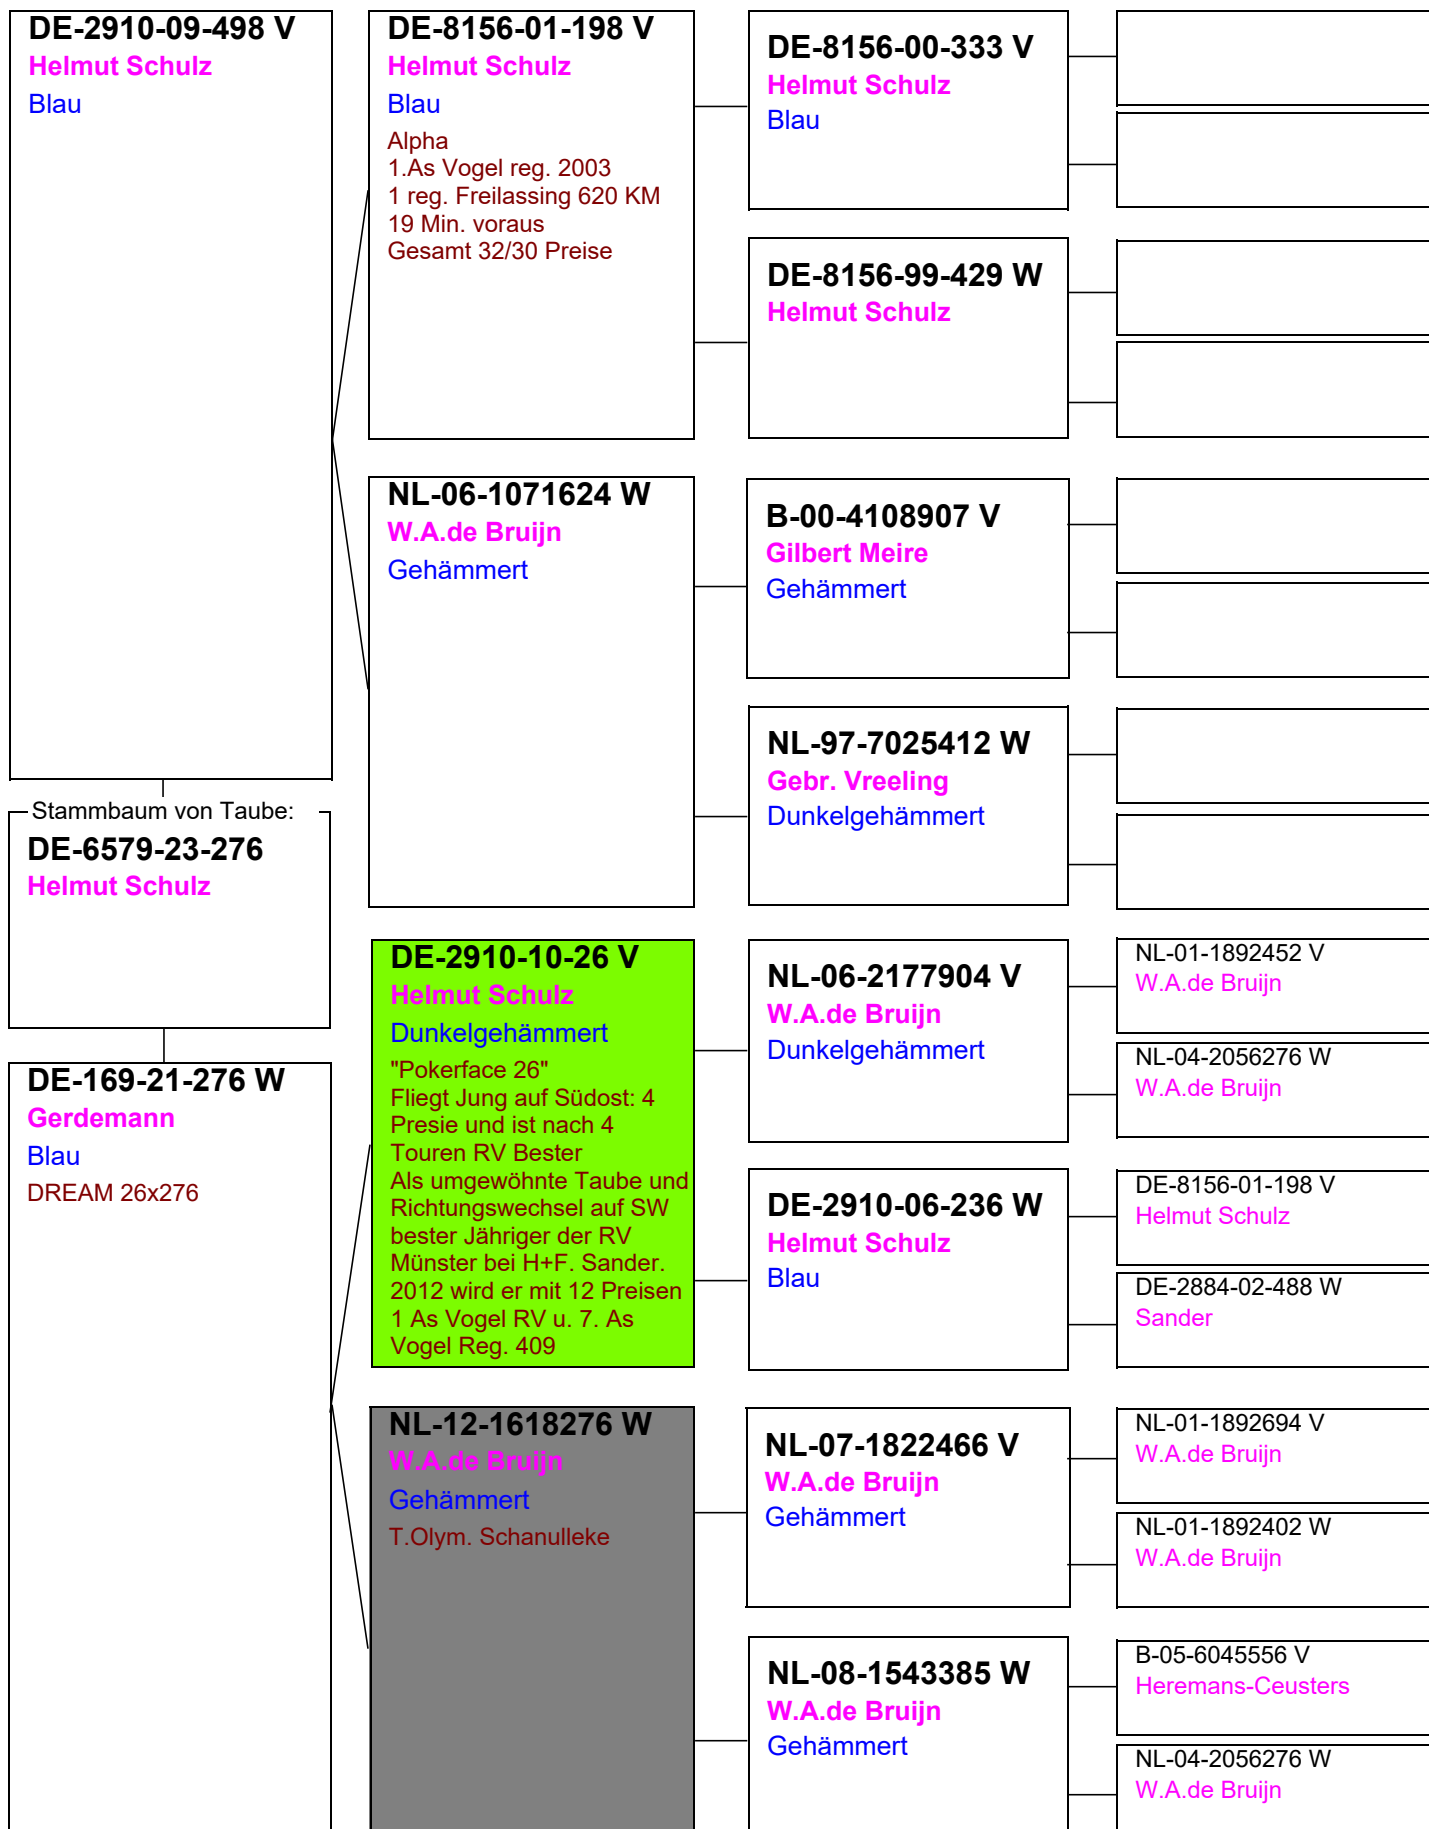 DE-2910-09-498 V
Helmut Schulz
Blau
Stammbaum von Taube:
DE-6579-23-276
Helmut Schulz
DE-169-21-276 W
Gerdemann
Blau
DREAM 26x276
DE-8156-01-198 V
Helmut Schulz
Blau
Alpha
1.As Vogel reg. 2003
1 reg. Freilassing 620 KM
19 Min. voraus
Gesamt 32/30 Preise
NL-06-1071624 W
W.A.de Bruijn
Gehämmert
DE-2910-10-26 V
Helmut Schulz
Dunkelgehämmert
"Pokerface 26"
Fliegt Jung auf Südost: 4
Presie und ist nach 4
Touren RV Bester
Als umgewöhnte Taube und
Richtungswechsel auf SW
bester Jähriger der RV
Münster bei H+F. Sander.
2012 wird er mit 12 Preisen
1 As Vogel RV u. 7. As
Vogel Reg. 409
NL-12-1618276 W
W.A.de Bruijn
Gehämmert
T.Olym. Schanulleke
DE-8156-00-333 V
Helmut Schulz
Blau
DE-8156-99-429 W
Helmut Schulz
B-00-4108907 V
Gilbert Meire
Gehämmert
NL-97-7025412 W
Gebr. Vreeling
Dunkelgehämmert
NL-06-2177904 V
W.A.de Bruijn
Dunkelgehämmert
DE-2910-06-236 W
Helmut Schulz
Blau
NL-07-1822466 V
W.A.de Bruijn
Gehämmert
NL-08-1543385 W
W.A.de Bruijn
Gehämmert
NL-01-1892452 V
W.A.de Bruijn
NL-04-2056276 W
W.A.de Bruijn
DE-8156-01-198 V
Helmut Schulz
DE-2884-02-488 W
Sander
NL-01-1892694 V
W.A.de Bruijn
NL-01-1892402 W
W.A.de Bruijn
B-05-6045556 V
Heremans-Ceusters
NL-04-2056276 W
W.A.de Bruijn